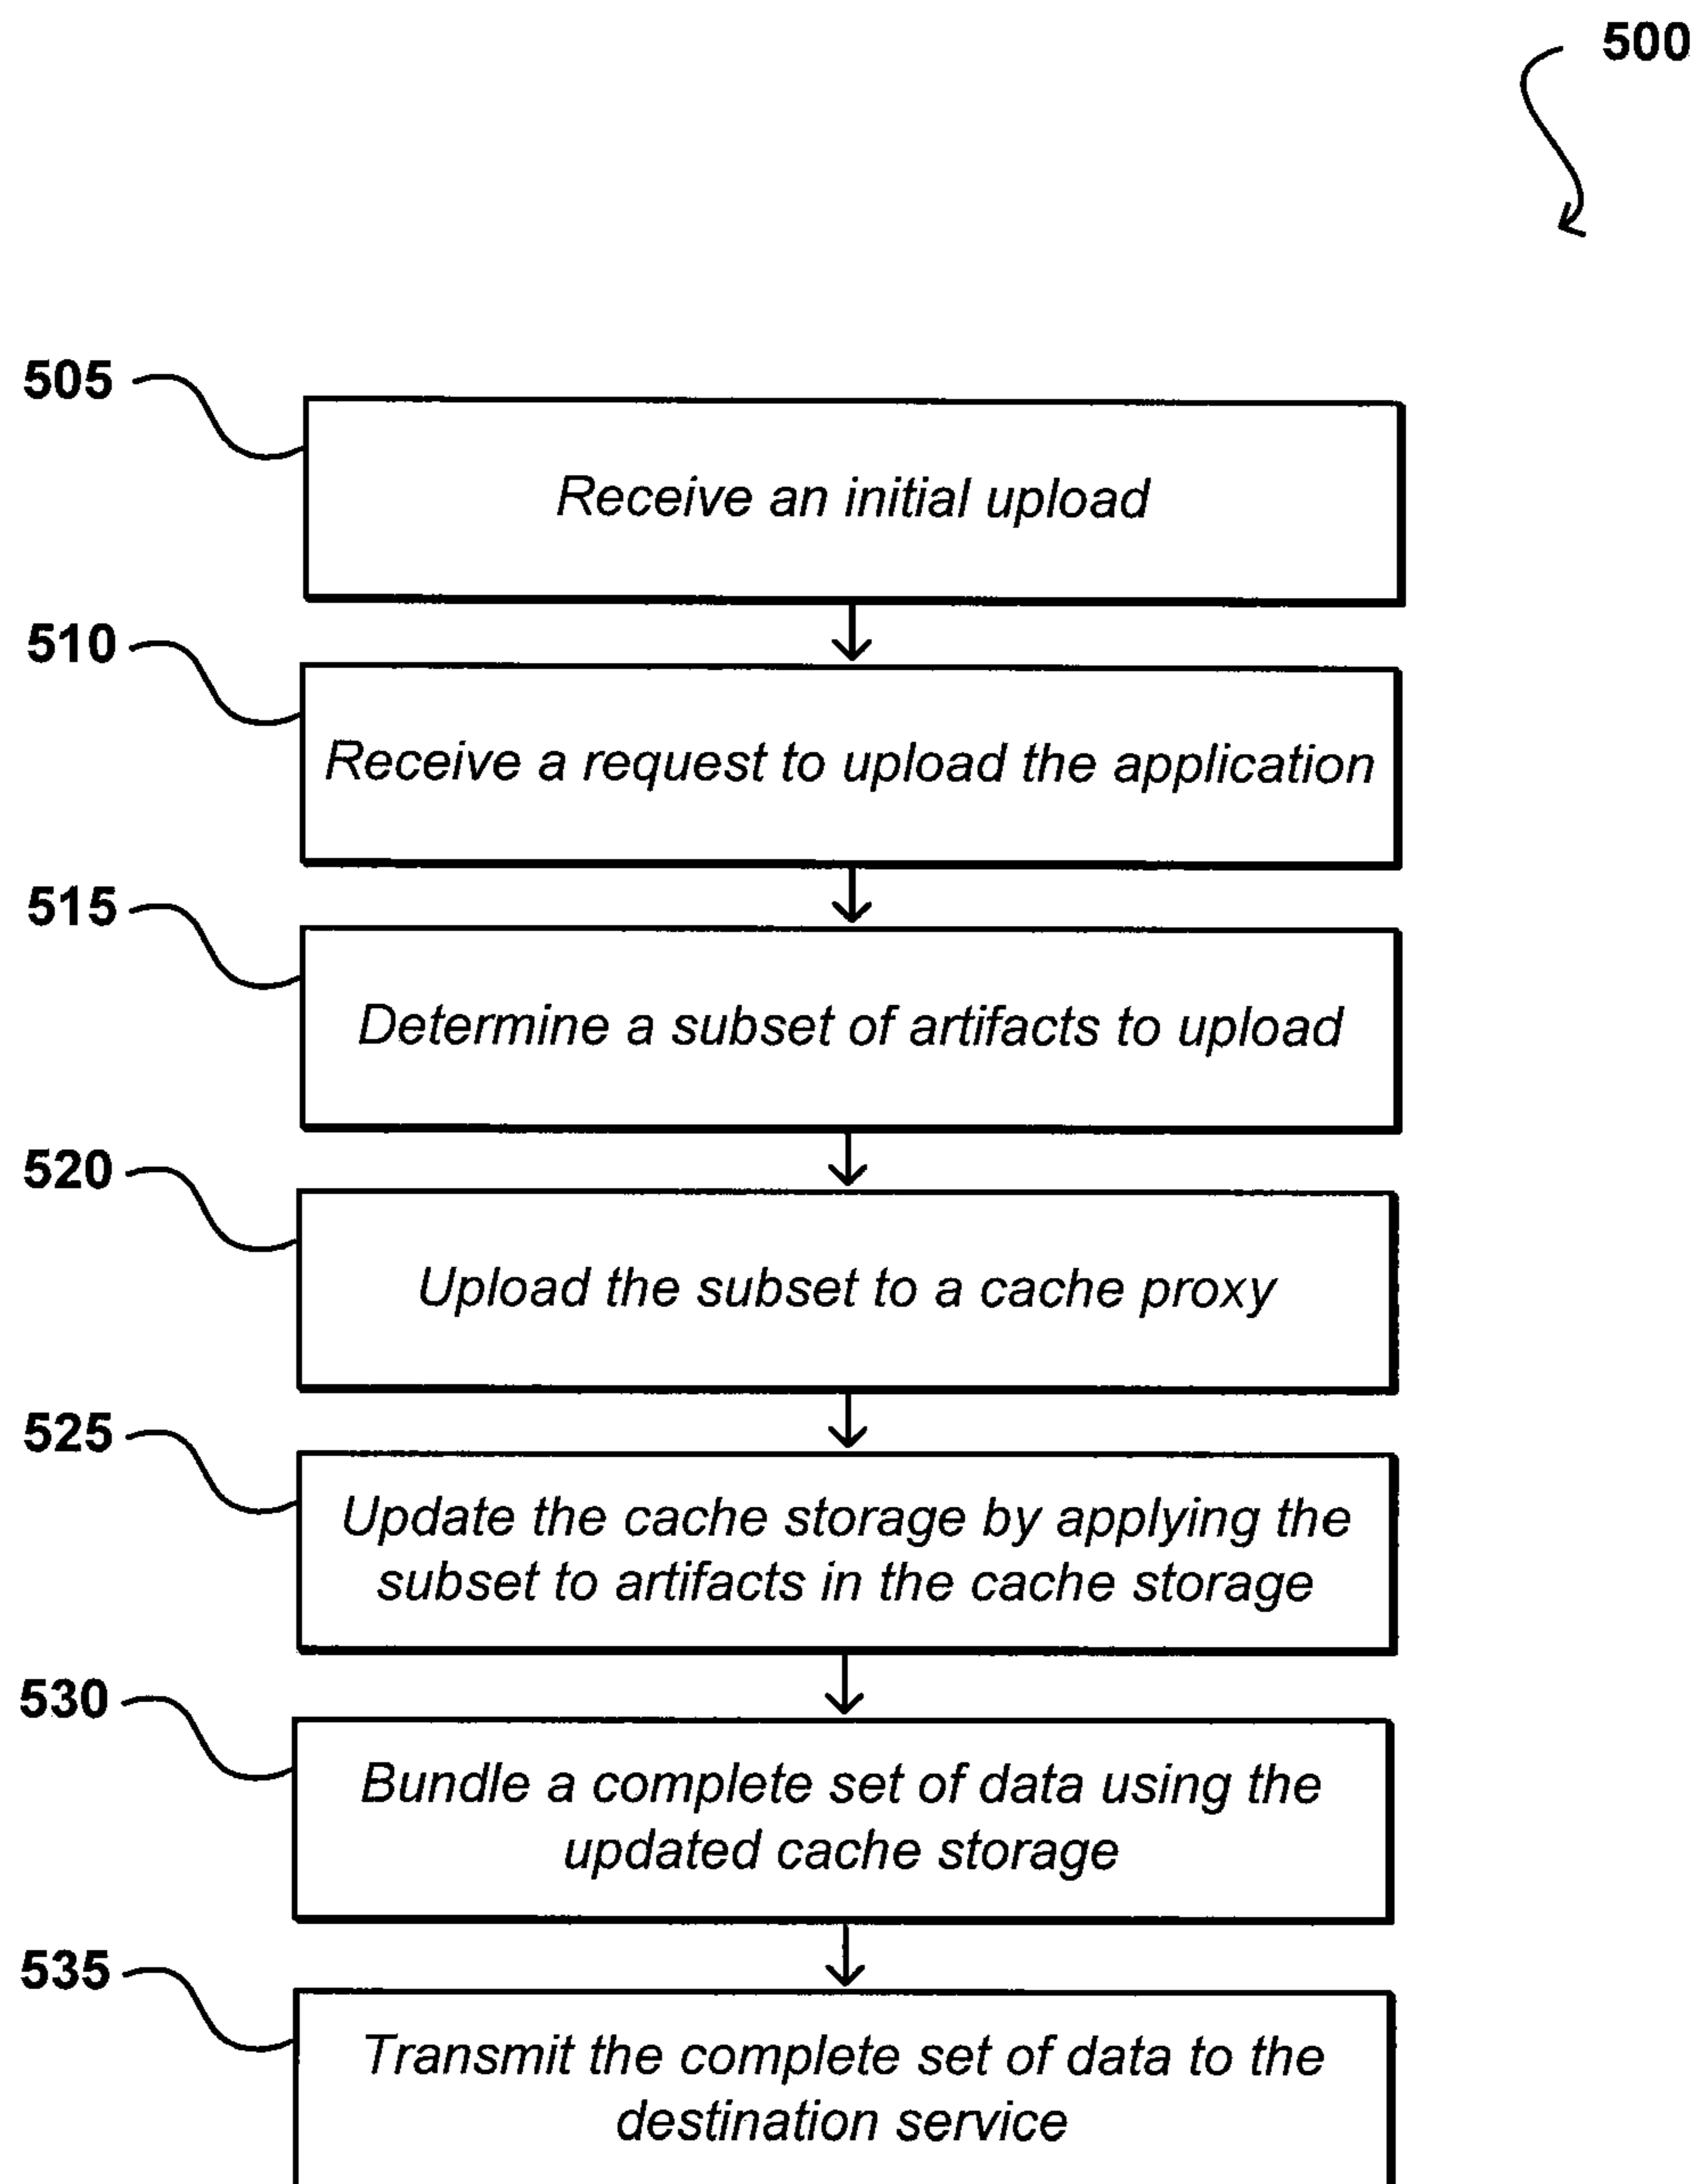 500
505
Receive an initial upload
510
Receive a request to upload the application
515
Determine a subset of artifacts to upload
520
Upload the subset to a cache proxy
525
Update the cache storage by applying the
subset to artifacts in the cache storage
530
Bundle a complete set of data using the
updated cache storage
535
Transmit the complete set of data to the
destination service